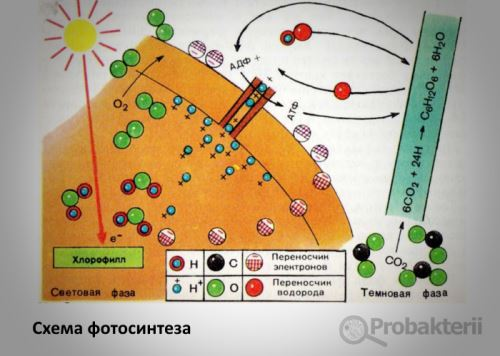 O₂
АДФ +
АТФ
6CO₂ + 24H → C₆H₁₂O₆ + 6H₂O
CO₂
e⁻
Хлорофилл
Световая фаза
H
C
Переносчик
электронов
H⁺
O
Переносчик
водорода
Темновая фаза
Схема фотосинтеза
Probakterii